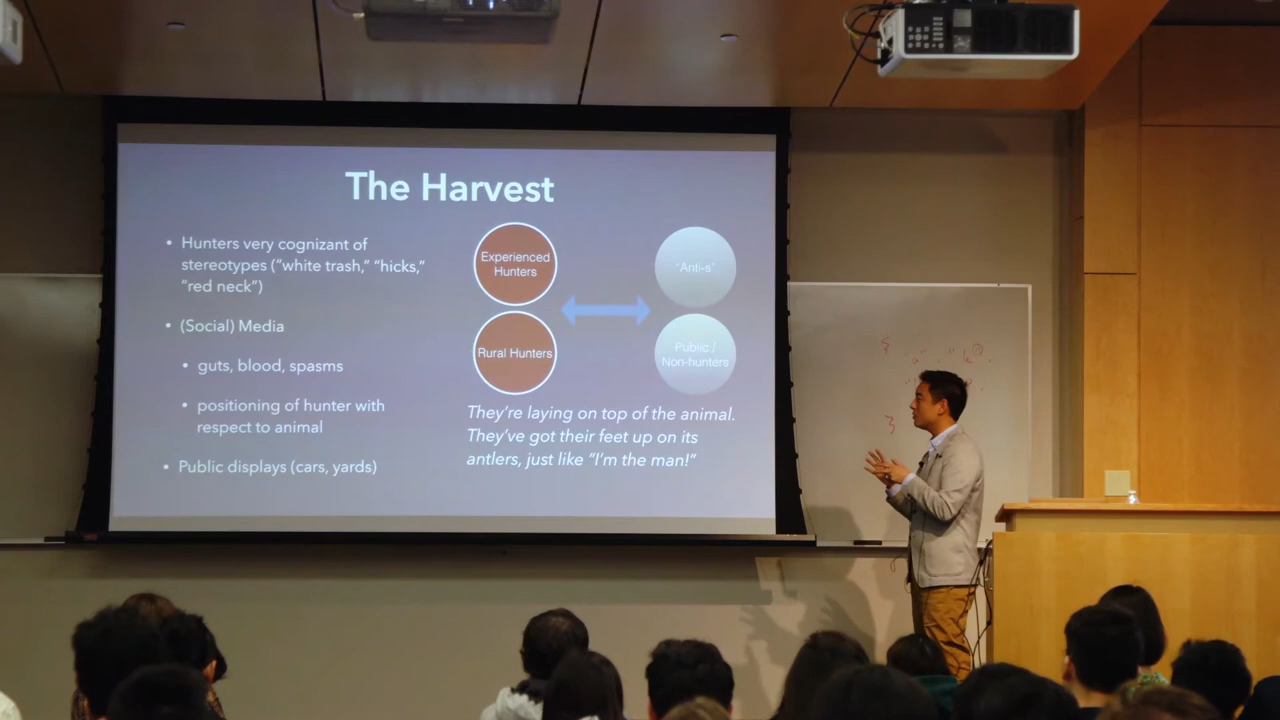 The Harvest
• Hunters very cognizant of
stereotypes ("white trash," "hicks,"
"red neck")
• (Social) Media
• guts, blood, spasms
• positioning of hunter with
respect to animal
• Public displays (cars, yards)
Experienced
Hunters
"Anti-s"
Rural Hunters
Public /
Non-hunters
They're laying on top of the animal.
They've got their feet up on its
antlers, just like "I'm the man!"